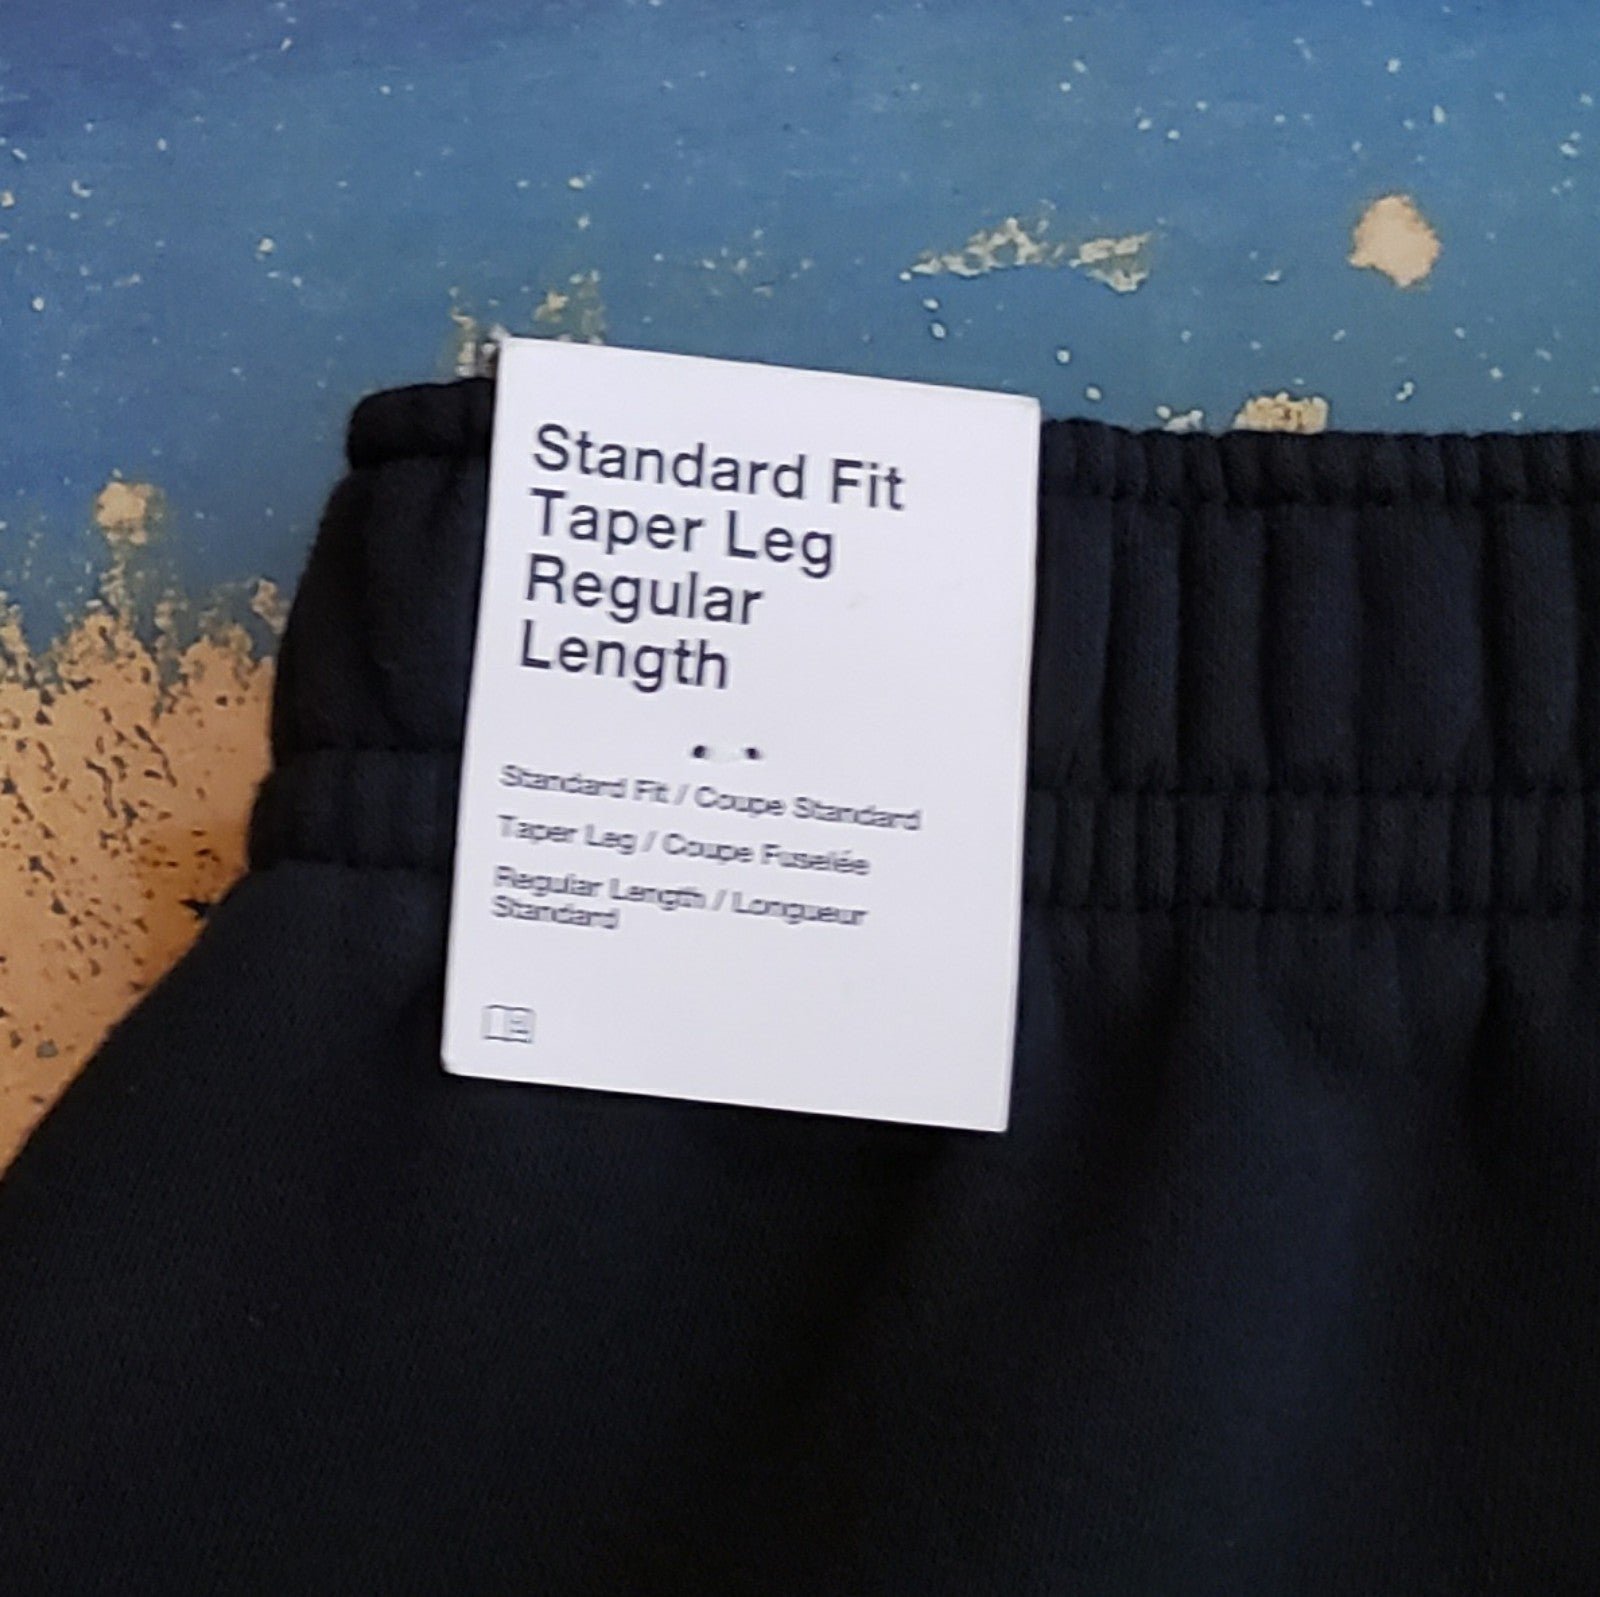 Standard Fit
Taper Leg
Regular
Length
Standard Fit / Coupe Standard
Taper Leg / Coupe Fuselée
Regular Length / Longueur
Standard